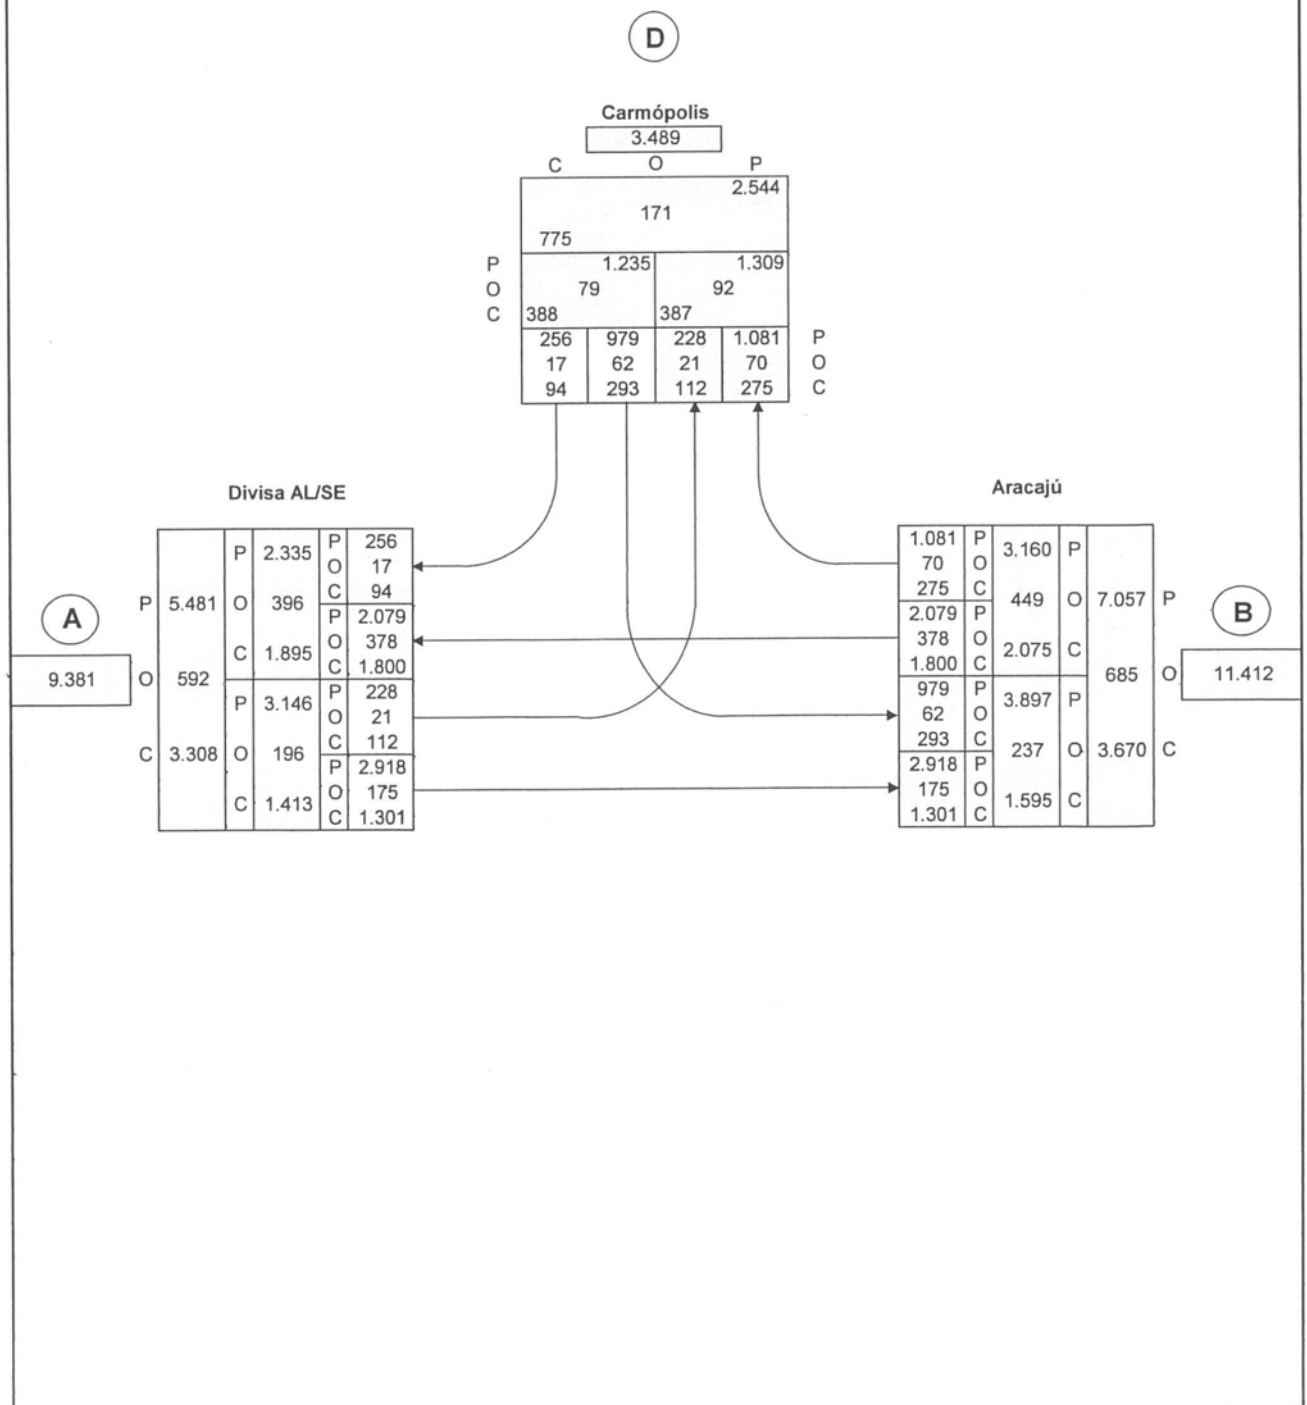 D
Carmópolis
3.489
C O P
2.544
171
775
P 1.235 1.309
O 79 92
C 388 387
256 979 228 1.081 P
17 62 21 70 O
94 293 112 275 C
Divisa AL/SE
A
9.381
P 5.481
O 592
C 3.308
P 2.335
O 396
C 1.895
P 3.146
O 196
C 1.413
P 256
O 17
C 94
P 2.079
O 378
C 1.800
P 228
O 21
C 112
P 2.918
O 175
C 1.301
Aracajú
1.081 P
70 O
275 C
2.079 P
378 O
1.800 C
979 P
62 O
293 C
2.918 P
175 O
1.301 C
3.160 P
449 O
2.075 C
3.897 P
237 O
1.595 C
7.057 P
685 O
3.670 C
B
11.412